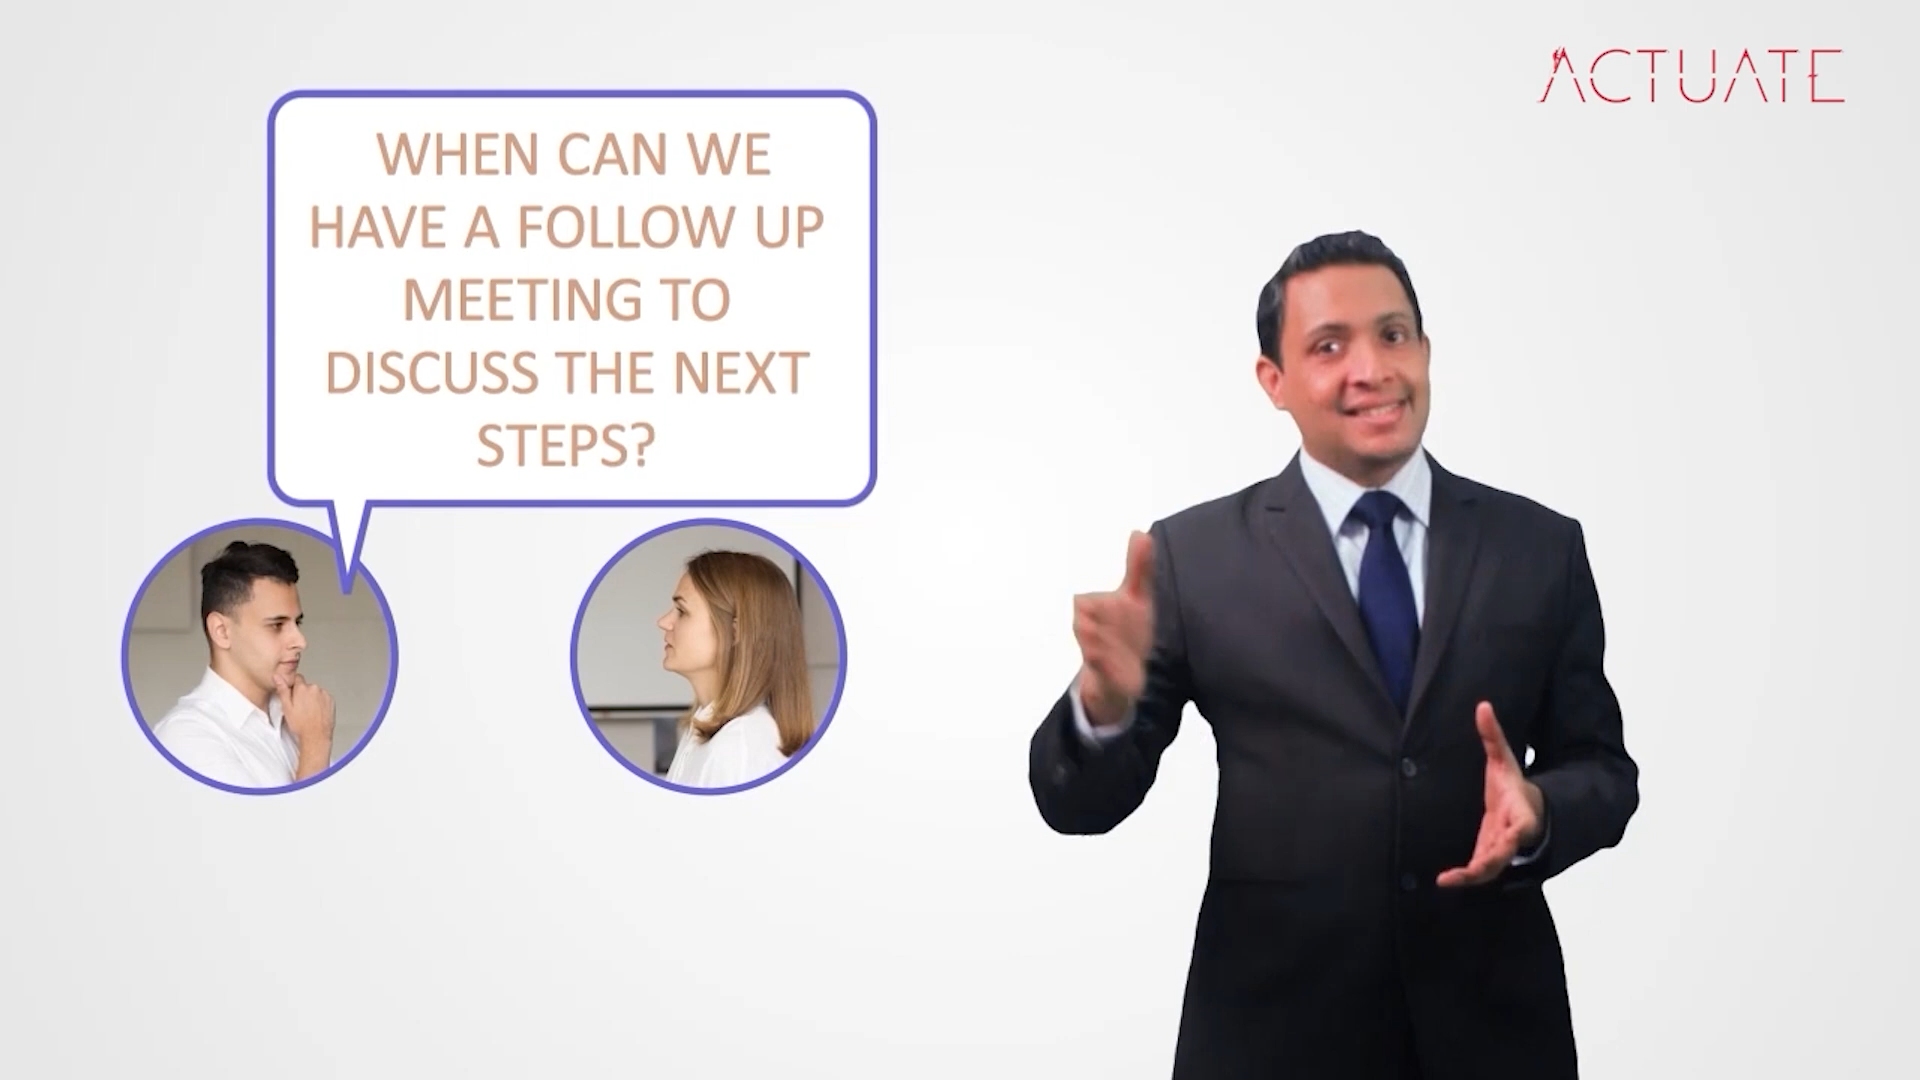 ACTUATE
WHEN CAN WE
HAVE A FOLLOW UP
MEETING TO
DISCUSS THE NEXT
STEPS?